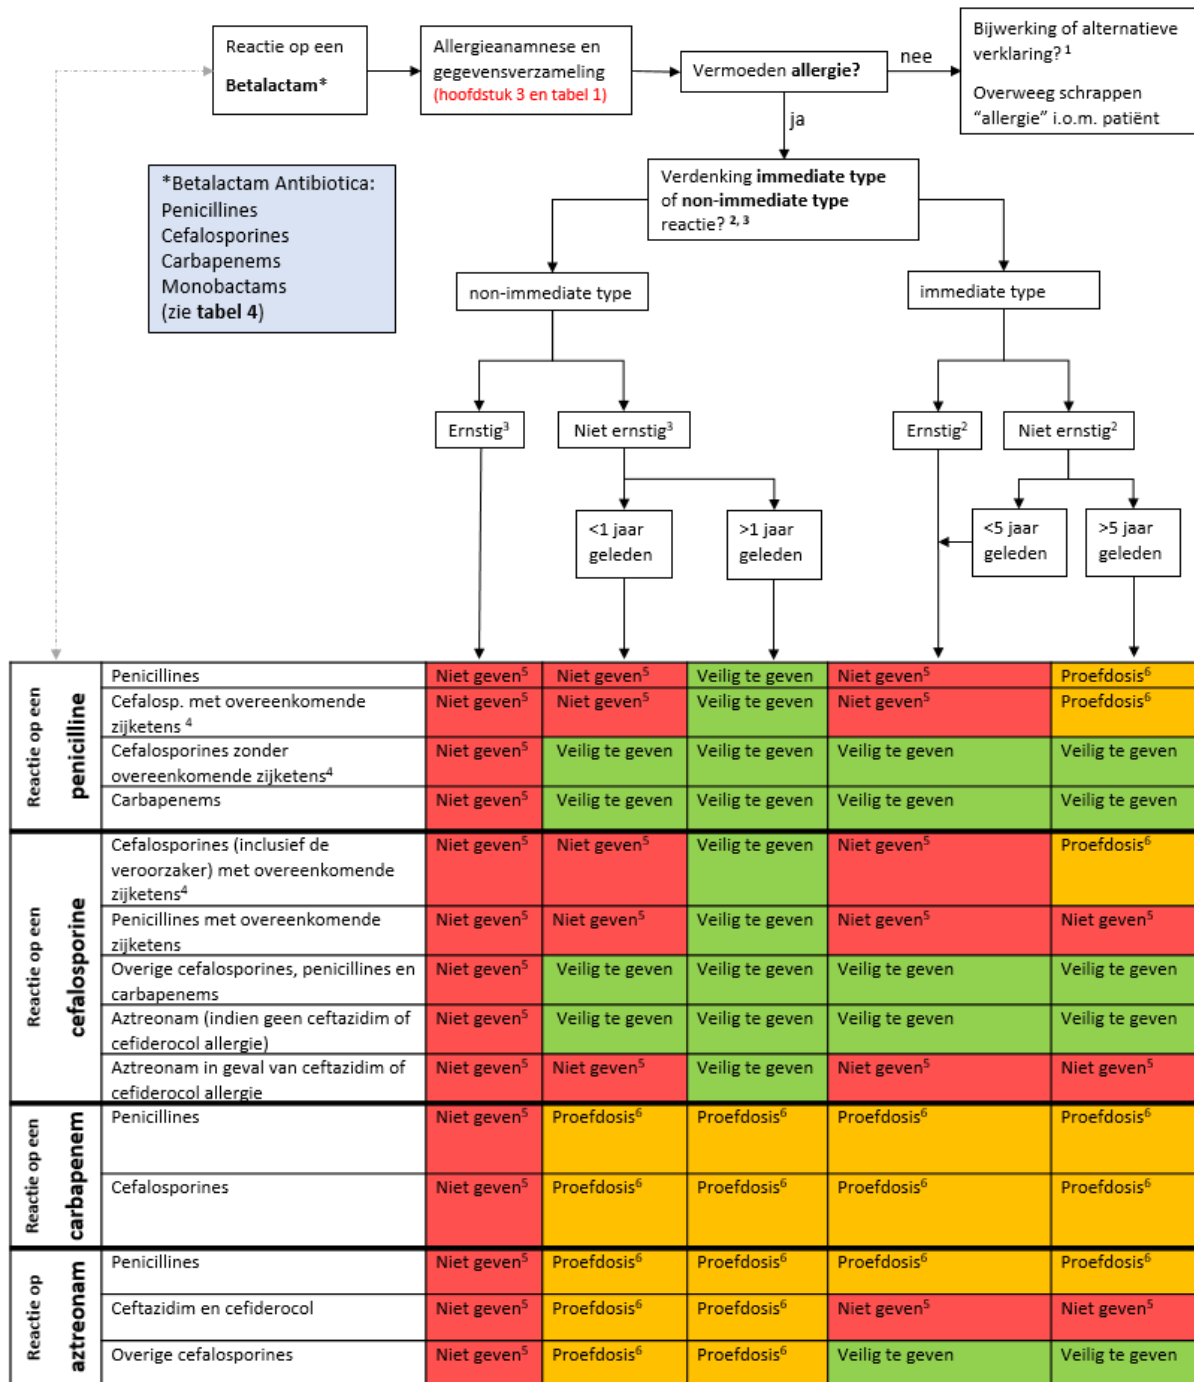 Reactie op een
Betalactam*
Allergieanamnese en
gegevensverzameling
(hoofdstuk 3 en tabel 1)
Vermoeden allergie?
nee
Bijwerking of alternatieve
verklaring? 1
Overweeg schrappen
“allergie” i.o.m. patiënt
ja
*Betalactam Antibiotica:
Penicillines
Cefalosporines
Carbapenems
Monobactams
(zie tabel 4)
Verdenking immediate type
of non-immediate type
reactie? 2, 3
non-immediate type
immediate type
Ernstig3
Niet ernstig3
Ernstig2
Niet ernstig2
<1 jaar
geleden
>1 jaar
geleden
<5 jaar
geleden
>5 jaar
geleden
Reactie op een
penicilline
Penicillines
Niet geven5
Niet geven5
Veilig te geven
Niet geven5
Proefdosis6
Cefalosp. met overeenkomende
zijketens 4
Niet geven5
Niet geven5
Veilig te geven
Niet geven5
Proefdosis6
Cefalosporines zonder
overeenkomende zijketens4
Niet geven5
Veilig te geven
Veilig te geven
Veilig te geven
Veilig te geven
Carbapenems
Niet geven5
Veilig te geven
Veilig te geven
Veilig te geven
Veilig te geven
Reactie op een
cefalosporine
Cefalosporines (inclusief de
veroorzaker) met overeenkomende
zijketens4
Niet geven5
Niet geven5
Veilig te geven
Niet geven5
Proefdosis6
Penicillines met overeenkomende
zijketens
Niet geven5
Niet geven5
Veilig te geven
Niet geven5
Niet geven5
Overige cefalosporines, penicillines en
carbapenems
Niet geven5
Veilig te geven
Veilig te geven
Veilig te geven
Veilig te geven
Aztreonam (indien geen ceftazidim of
cefiderocol allergie)
Niet geven5
Veilig te geven
Veilig te geven
Veilig te geven
Veilig te geven
Aztreonam in geval van ceftazidim of
cefiderocol allergie
Niet geven5
Niet geven5
Veilig te geven
Niet geven5
Niet geven5
Reactie op een
carbapenem
Penicillines
Niet geven5
Proefdosis6
Proefdosis6
Proefdosis6
Proefdosis6
Cefalosporines
Niet geven5
Proefdosis6
Proefdosis6
Proefdosis6
Proefdosis6
Reactie op
aztreonam
Penicillines
Niet geven5
Proefdosis6
Proefdosis6
Proefdosis6
Proefdosis6
Ceftazidim en cefiderocol
Niet geven5
Proefdosis6
Proefdosis6
Niet geven5
Niet geven5
Overige cefalosporines
Niet geven5
Proefdosis6
Proefdosis6
Veilig te geven
Veilig te geven